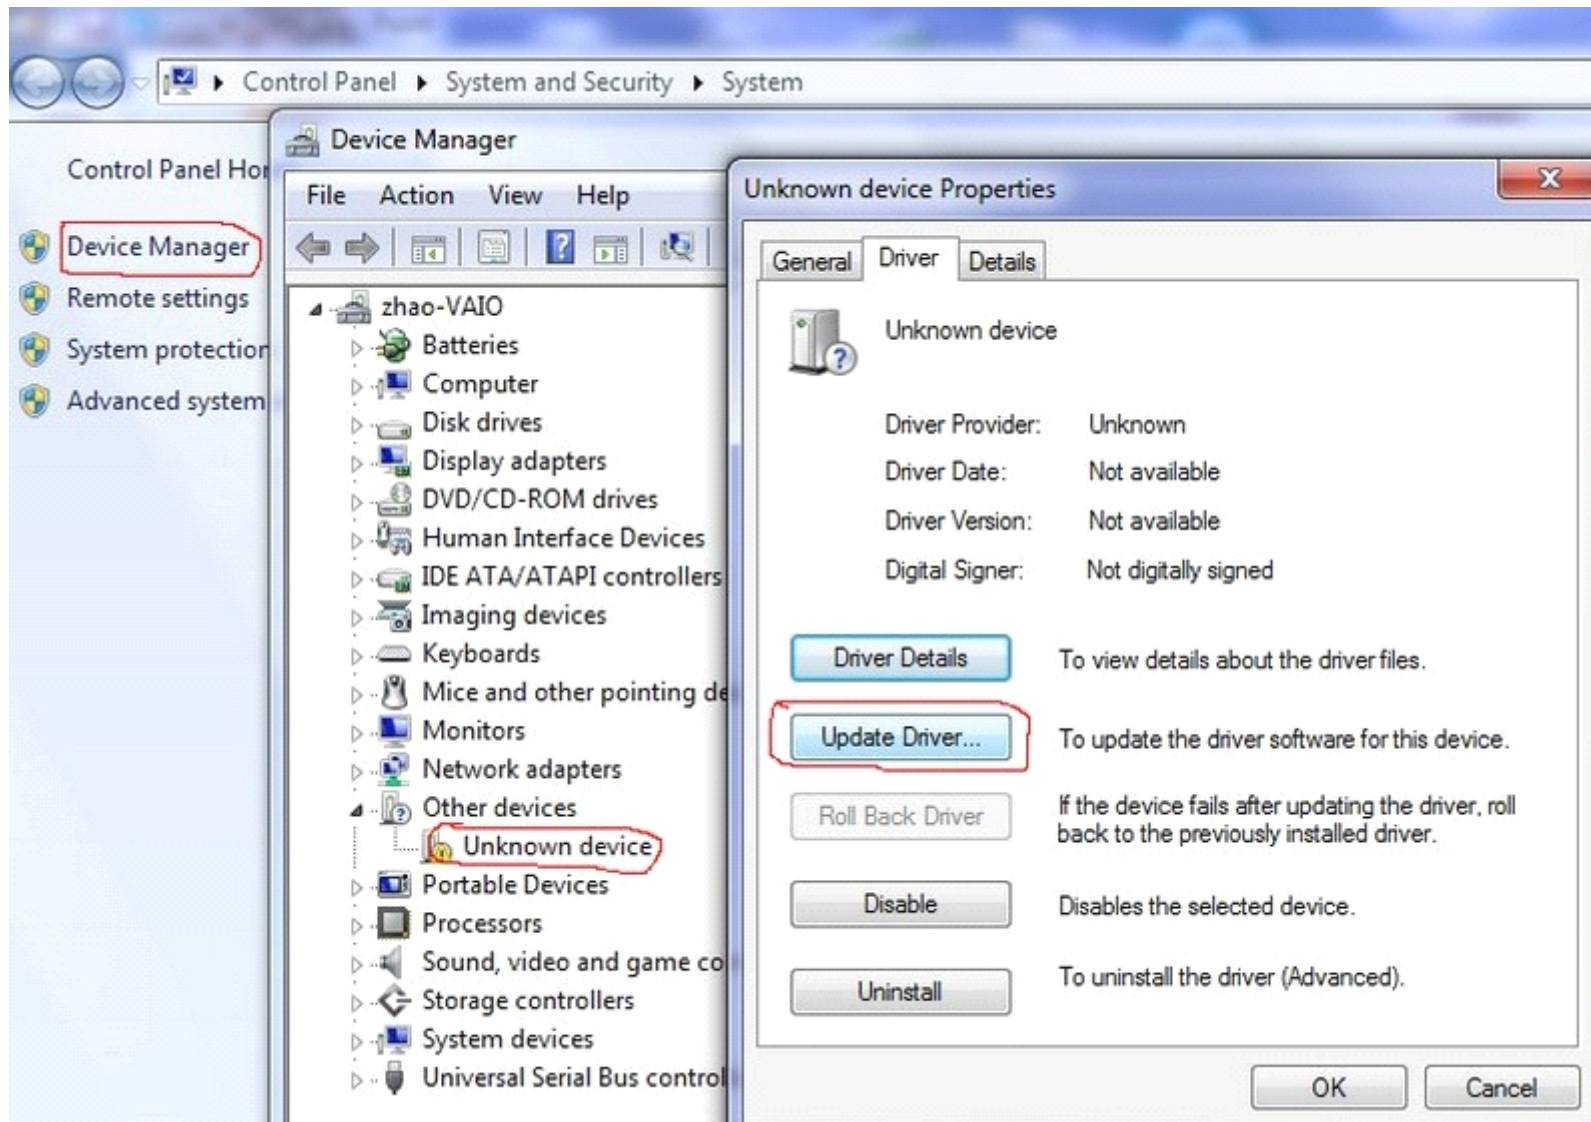 Control Panel ▸ System and Security ▸ System
Control Panel Ho
Device Manager
Remote settings
System protection
Advanced system
Device Manager
File Action View Help
zhao-VAIO
Batteries
Computer
Disk drives
Display adapters
DVD/CD-ROM drives
Human Interface Devices
IDE ATA/ATAPI controllers
Imaging devices
Keyboards
Mice and other pointing de
Monitors
Network adapters
Other devices
Unknown device
Portable Devices
Processors
Sound, video and game co
Storage controllers
System devices
Universal Serial Bus control
Unknown device Properties
General Driver Details
Unknown device
Driver Provider: Unknown
Driver Date: Not available
Driver Version: Not available
Digital Signer: Not digitally signed
Driver Details To view details about the driver files.
Update Driver... To update the driver software for this device.
Roll Back Driver If the device fails after updating the driver, roll
back to the previously installed driver.
Disable Disables the selected device.
Uninstall To uninstall the driver (Advanced).
OK Cancel